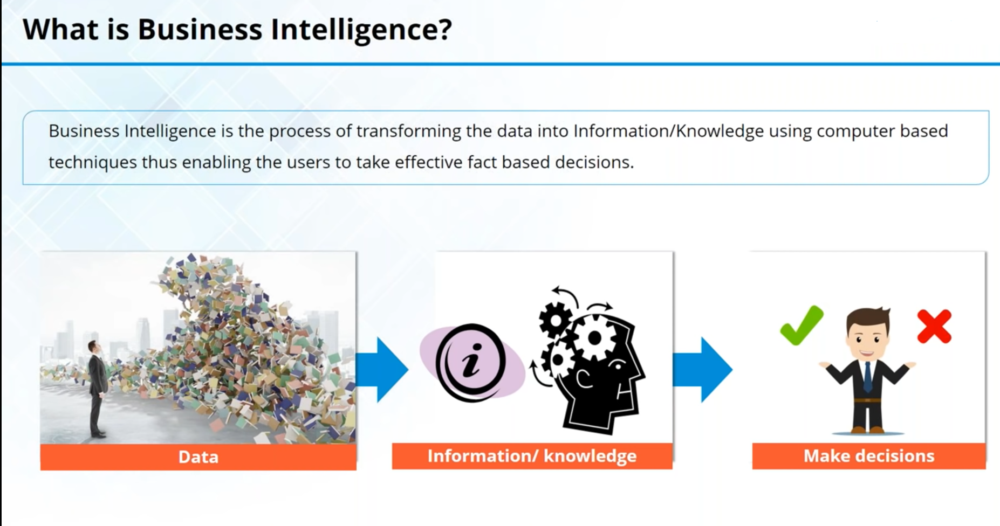 What is Business Intelligence?
Business Intelligence is the process of transforming the data into Information/Knowledge using computer based
techniques thus enabling the users to take effective fact based decisions.
i
Data
Information/ knowledge
Make decisions